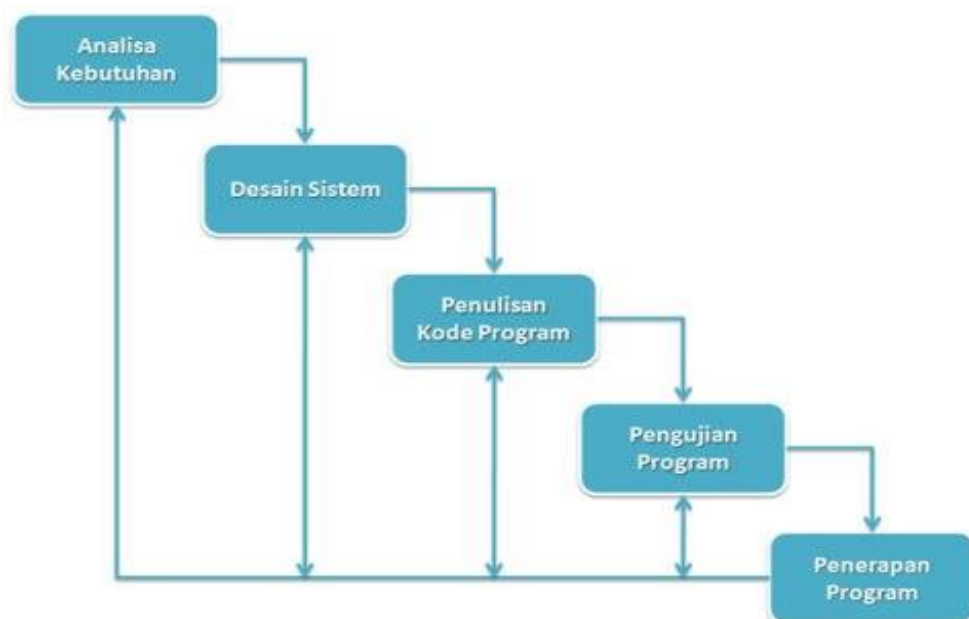 Analisa
Kebutuhan
Desain Sistem
Penulisan
Kode Program
Pengujian
Program
Penerapan
Program